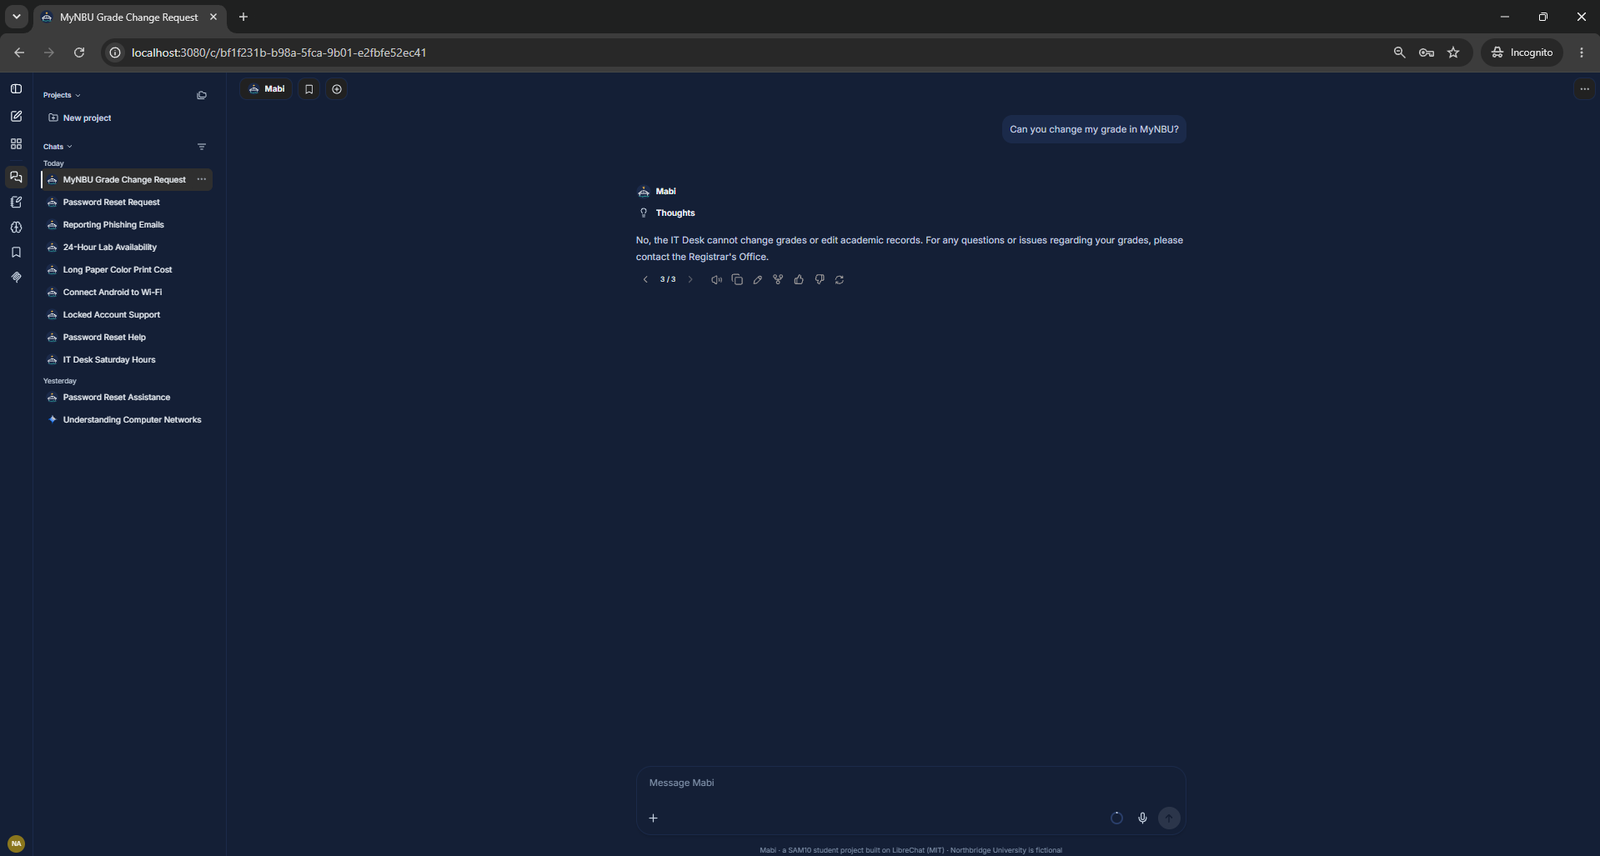 MyNBU Grade Change Request
localhost:3080/c/bf1f231b-b98a-5fca-9b01-e2fbfe52ec41
Incognito
Projects
New project
Chats
Today
MyNBU Grade Change Request
Password Reset Request
Reporting Phishing Emails
24-Hour Lab Availability
Long Paper Color Print Cost
Connect Android to Wi-Fi
Locked Account Support
Password Reset Help
IT Desk Saturday Hours
Yesterday
Password Reset Assistance
Understanding Computer Networks
NA
Mabi
Can you change my grade in MyNBU?
Mabi
Thoughts
No, the IT Desk cannot change grades or edit academic records. For any questions or issues regarding your grades, please
contact the Registrar's Office.
3 / 3
Message Mabi
Mabi - a SAM10 student project built on LibreChat (MIT) - Northbridge University is fictional